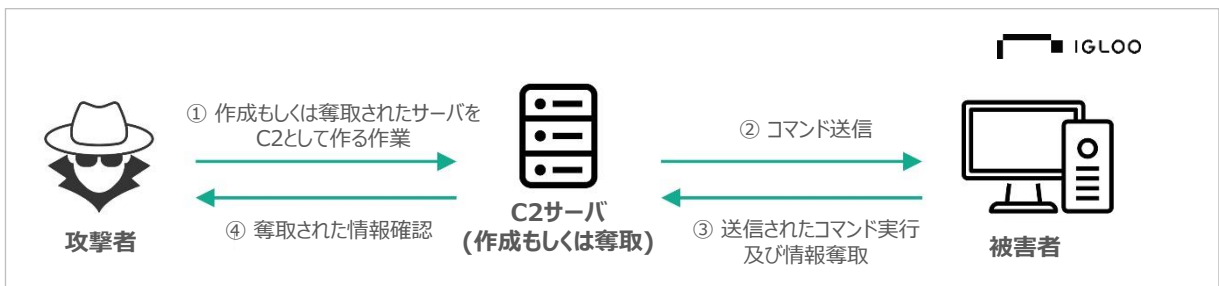 IGLOO
① 作成もしくは奪取されたサーバを
C2として作る作業
② コマンド送信
④ 奪取された情報確認
③ 送信されたコマンド実行
及び情報奪取
攻撃者
C2サーバ
(作成もしくは奪取)
被害者